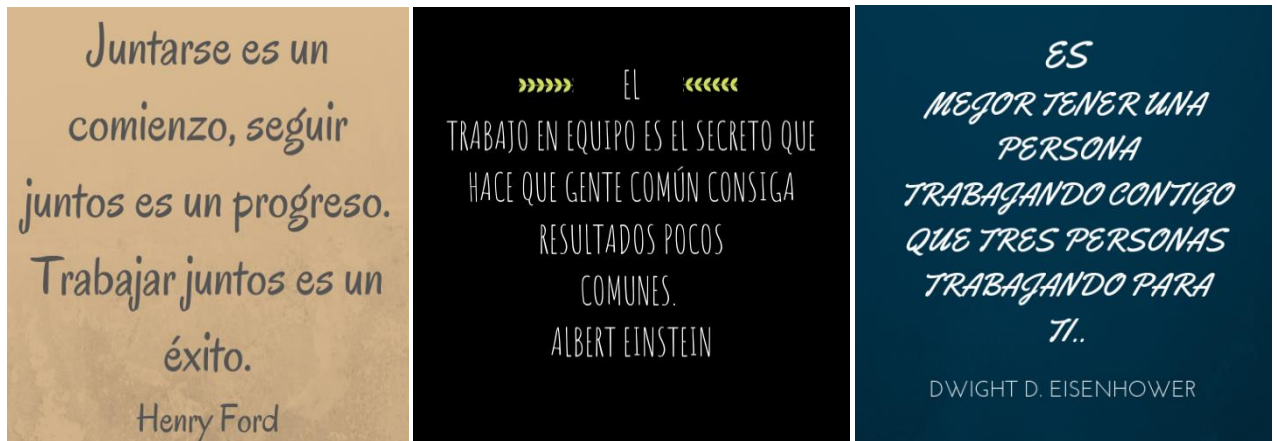 Juntarse es un
comienzo, seguir
juntos es un progreso.
Trabajar juntos es un
éxito.
Henry Ford
EL
TRABAJO EN EQUIPO ES EL SECRETO QUE
HACE QUE GENTE COMÚN CONSIGA
RESULTADOS POCOS
COMUNES.
ALBERT EINSTEIN
ES
MEJOR TENER UNA
PERSONA
TRABAJANDO CONTIGO
QUE TRES PERSONAS
TRABAJANDO PARA
TI..
DWIGHT D. EISENHOWER